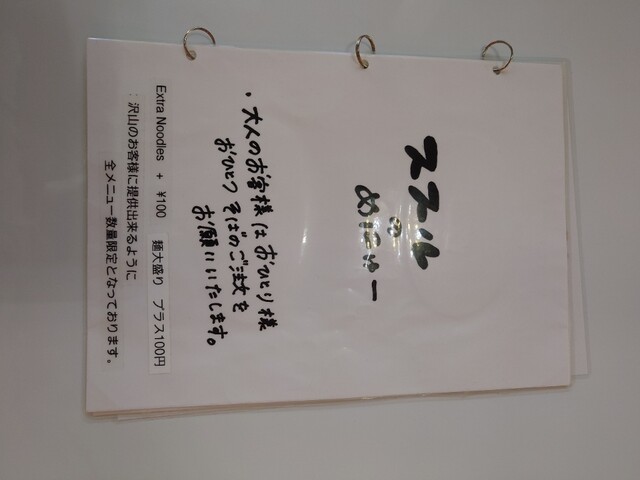 ススル
の
めにゅー
・大人のお客様はおひとり様
おひとつそばのご注文を
お願いいたします。
Extra Noodles + ¥100 麺大盛り プラス100円
:沢山のお客様に提供出来るように
全メニュー数量限定となっております。